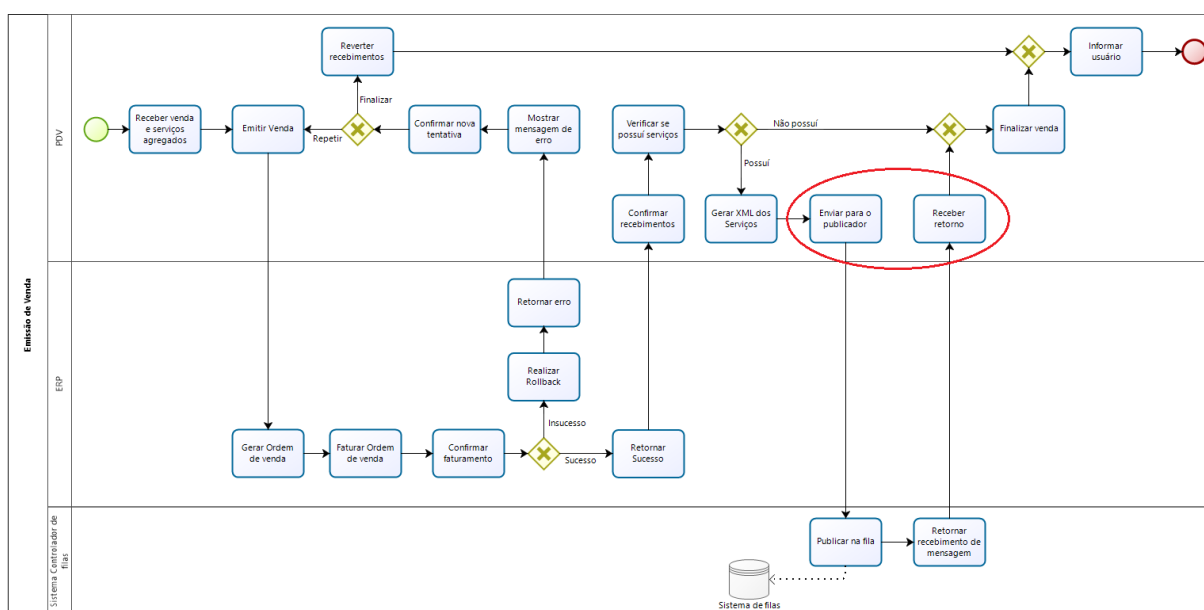 Emissão de Venda
PDV
Reverter
recebimentos
Informar
usuário
Finalizar
Receber venda
e serviços
agregados
Emitir Venda
Repetir
Confirmar nova
tentativa
Mostrar
mensagem de
erro
Verificar se
possuí serviços
Não possuí
Finalizar venda
Possuí
Confirmar
recebimentos
Gerar XML dos
Serviços
Enviar para o
publicador
Receber
retorno
ERP
Retornar erro
Realizar
Rollback
Insucesso
Gerar Ordem
de venda
Faturar Ordem
de venda
Confirmar
faturamento
Sucesso
Retornar
Sucesso
Sistema Controlador de
filas
Publicar na fila
Retornar
recebimento de
mensagem
Sistema de filas